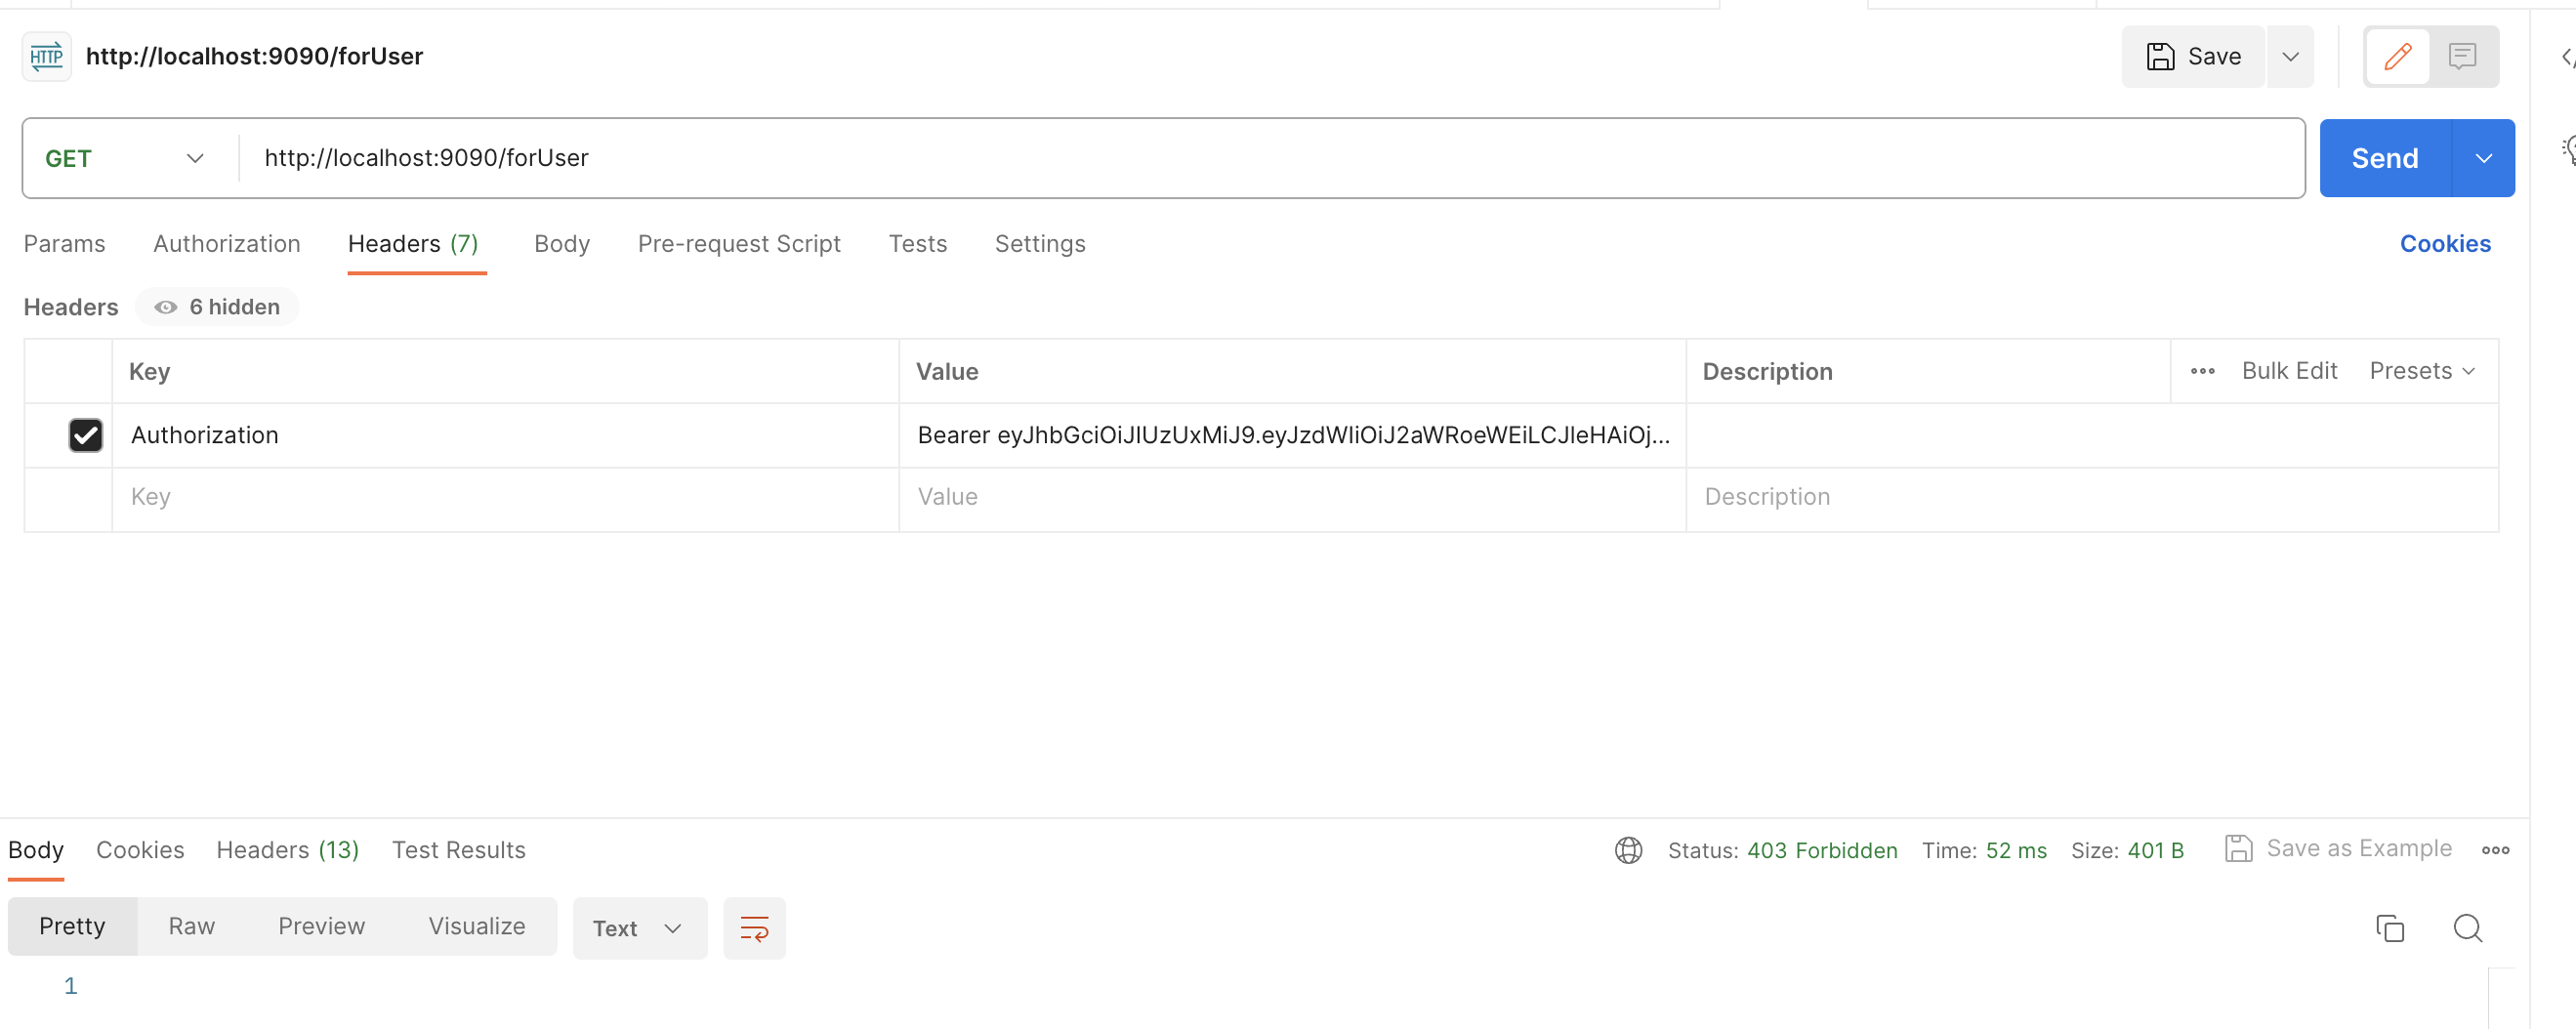 HTTP http://localhost:9090/forUser Save
GET http://localhost:9090/forUser Send
Params Authorization Headers (7) Body Pre-request Script Tests Settings Cookies
Headers 6 hidden
Key Value Description Bulk Edit Presets
Authorization Bearer eyJhbGciOiJIUzUxMiJ9.eyJzdWIiOiJ2aWRoeWEiLCJleHAiOj...
Key Value Description
Body Cookies Headers (13) Test Results Status: 403 Forbidden Time: 52 ms Size: 401 B Save as Example
Pretty Raw Preview Visualize Text
1